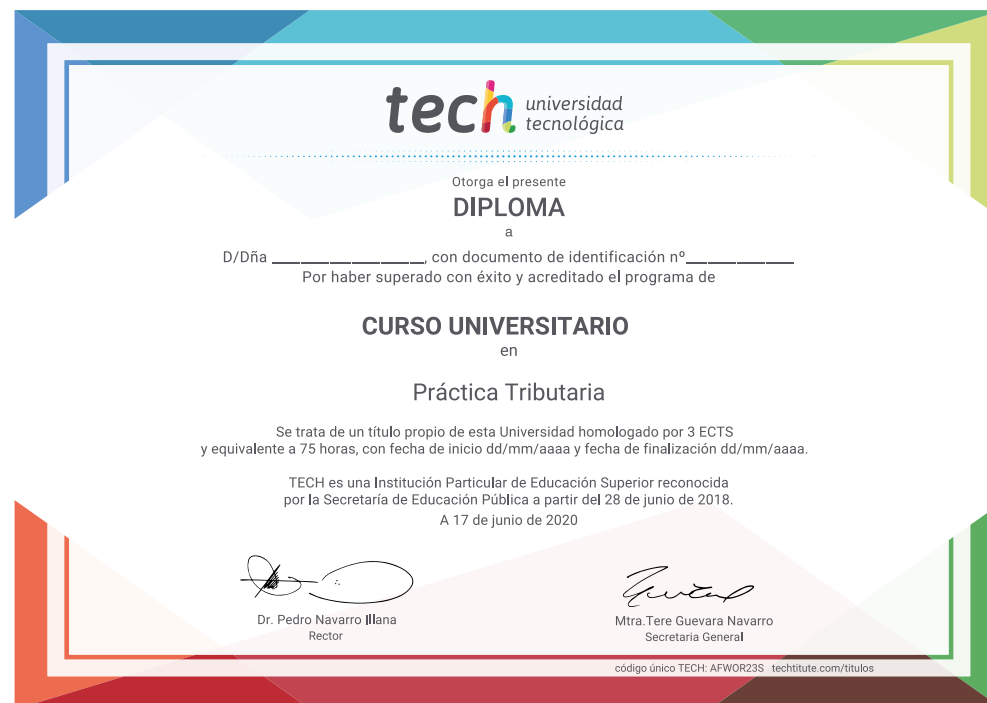 tech universidad
tecnológica
Otorga el presente
DIPLOMA
a
D/Dña ____________________, con documento de identificación nº______________
Por haber superado con éxito y acreditado el programa de
CURSO UNIVERSITARIO
en
Práctica Tributaria
Se trata de un título propio de esta Universidad homologado por 3 ECTS
y equivalente a 75 horas, con fecha de inicio dd/mm/aaaa y fecha de finalización dd/mm/aaaa.
TECH es una Institución Particular de Educación Superior reconocida
por la Secretaría de Educación Pública a partir del 28 de junio de 2018.
A 17 de junio de 2020
Dr. Pedro Navarro Illana
Rector
Mtra.Tere Guevara Navarro
Secretaria General
código único TECH: AFWOR23S techtitute.com/titulos